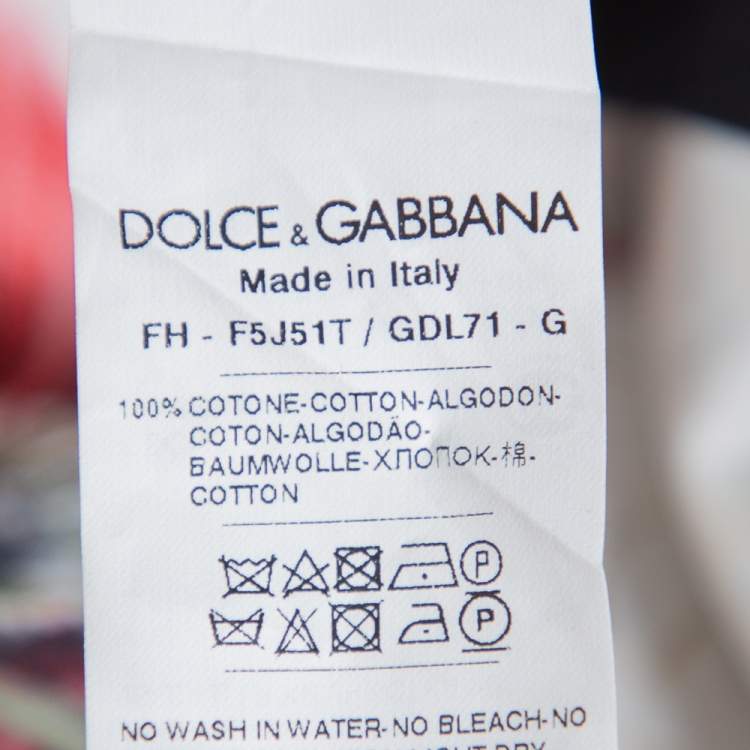 DOLCE & GABBANA
Made in Italy
FH - F5J51T / GDL71 - G
100% COTONE-COTTON-ALGODON-
COTON-ALGODÃO-
BAUMWOLLE-ХЛОПОК-棉-
COTTON
P
P
NO WASH IN WATER-NO BLEACH-NO